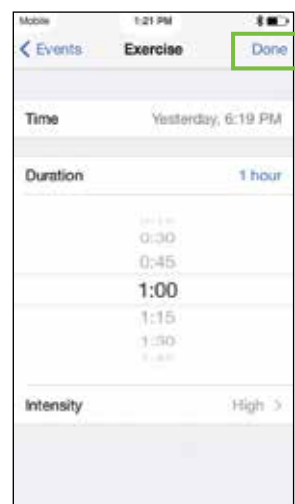 Mobile 1:21 PM
< Events Exercise Done
Time Yesterday, 6:19 PM
Duration 1 hour
0:30
0:45
1:00
1:15
1:30
Intensity High >